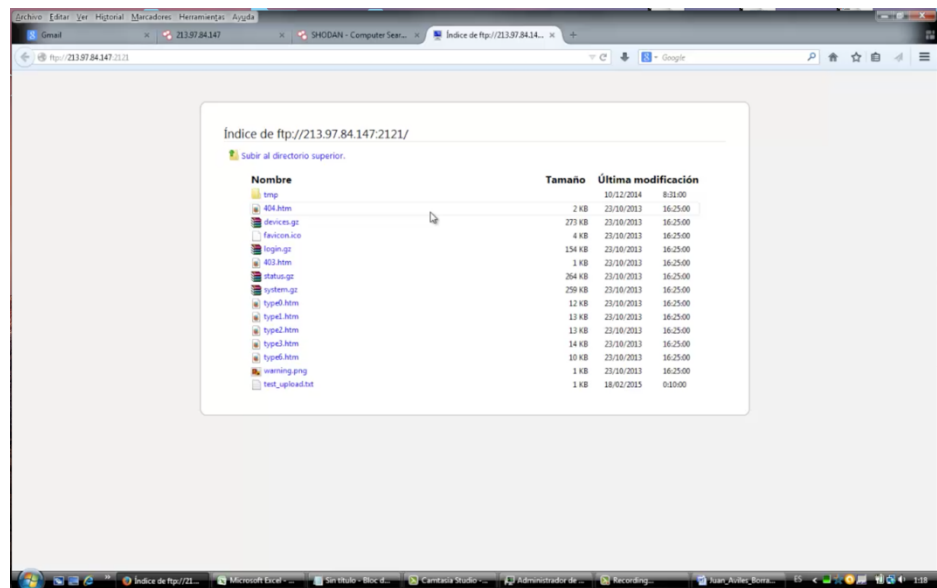 Archivo Editar Ver Historial Marcadores Herramientas Ayuda
Gmail
213.97.84.147
SHODAN - Computer Sear...
Índice de ftp://213.97.84.14...
ftp://213.97.84.147:2121
Google
Índice de ftp://213.97.84.147:2121/
Subir al directorio superior.
Nombre Tamaño Última modificación
tmp 10/12/2014 8:31:00
404.htm 2 KB 23/10/2013 16:25:00
devices.gz 273 KB 23/10/2013 16:25:00
favicon.ico 4 KB 23/10/2013 16:25:00
login.gz 154 KB 23/10/2013 16:25:00
403.htm 1 KB 23/10/2013 16:25:00
status.gz 264 KB 23/10/2013 16:25:00
system.gz 259 KB 23/10/2013 16:25:00
type0.htm 12 KB 23/10/2013 16:25:00
type1.htm 13 KB 23/10/2013 16:25:00
type2.htm 13 KB 23/10/2013 16:25:00
type3.htm 14 KB 23/10/2013 16:25:00
type6.htm 10 KB 23/10/2013 16:25:00
warning.png 1 KB 23/10/2013 16:25:00
test_upload.txt 1 KB 18/02/2015 0:10:00
Índice de ftp://21...
Microsoft Excel - ...
Sin título - Bloc d...
Camtasia Studio -...
Administrador de ...
Recording...
Juan_Aviles_Borra...
ES
1:18